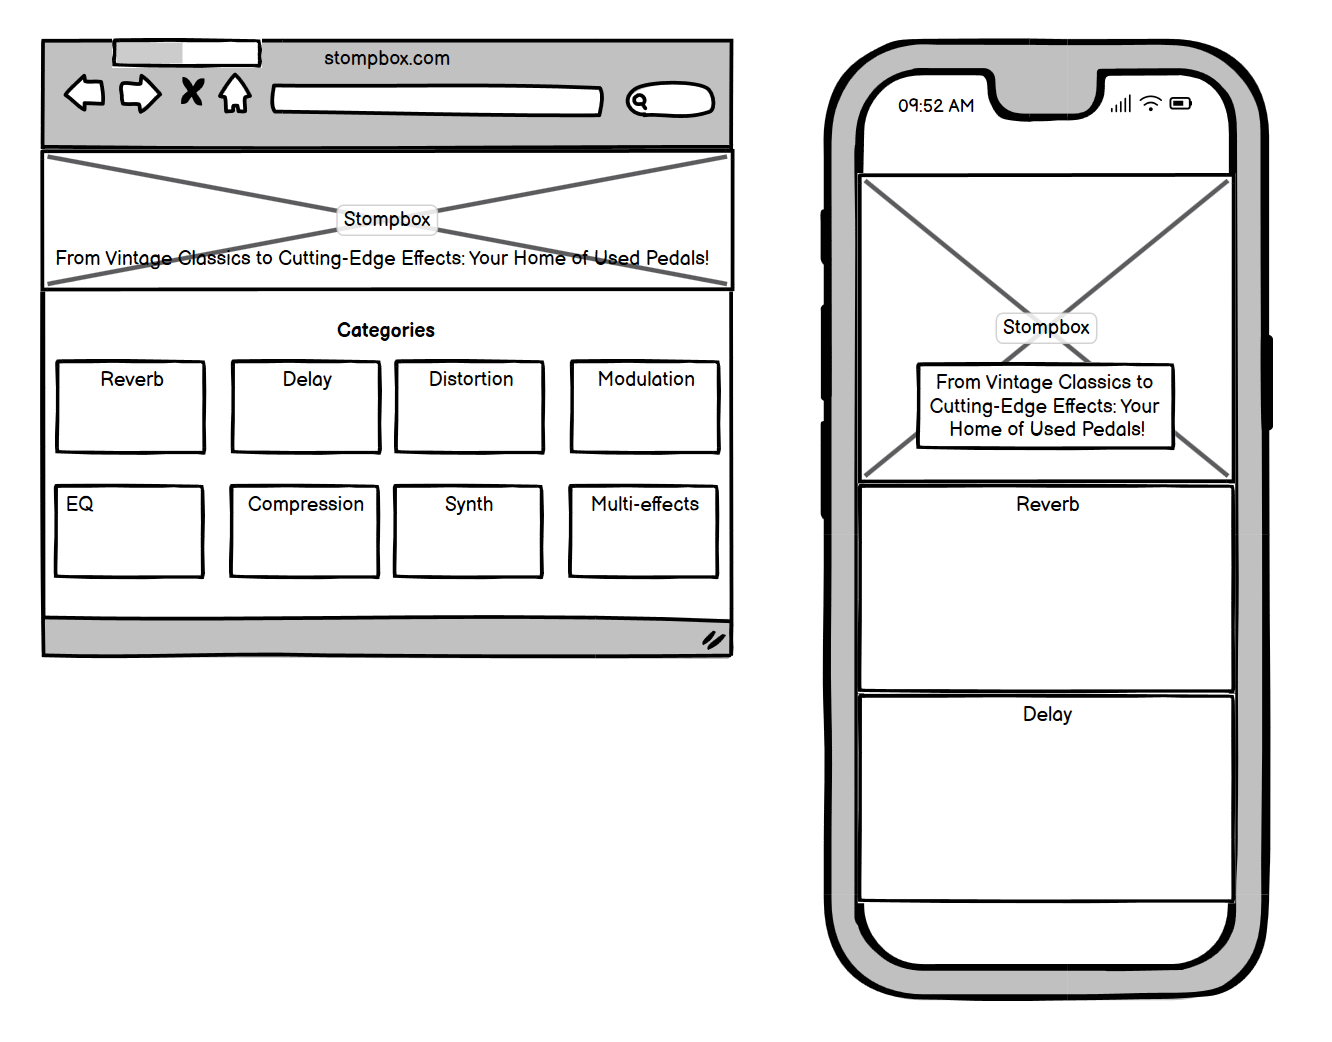 stompbox.com
Stompbox
From Vintage Classics to Cutting-Edge Effects: Your Home of Used Pedals!
Categories
Reverb
Delay
Distortion
Modulation
EQ
Compression
Synth
Multi-effects
09:52 AM
Stompbox
From Vintage Classics to
Cutting-Edge Effects: Your
Home of Used Pedals!
Reverb
Delay